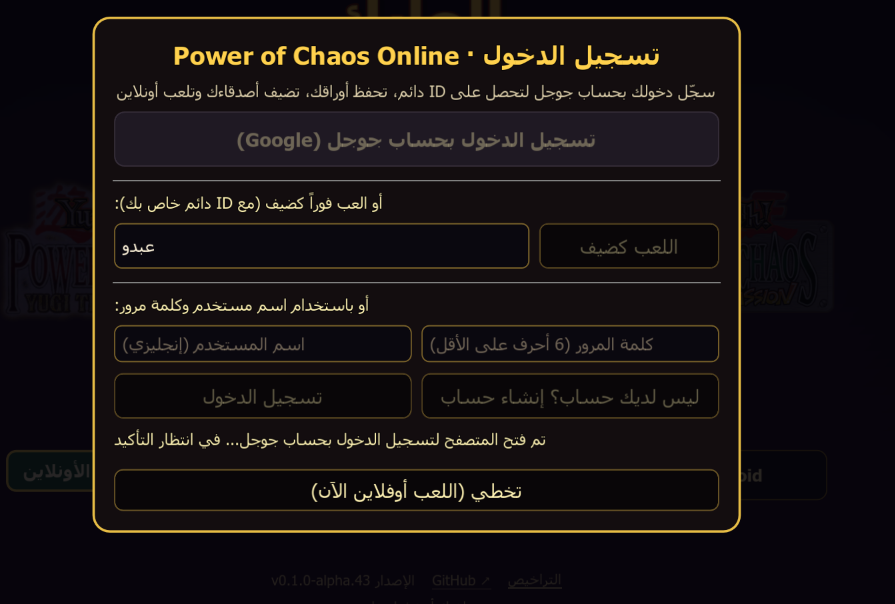 تسجيل الدخول · Power of Chaos Online
سجّل دخولك بحساب جوجل لتحصل على ID دائم، تحفظ أوراقك، تضيف أصدقاءك وتلعب أونلاين
تسجيل الدخول بحساب جوجل (Google)
أو العب فوراً كضيف (مع ID دائم خاص بك):
عبدو
اللعب كضيف
أو باستخدام اسم مستخدم وكلمة مرور:
اسم المستخدم (إنجليزي)
كلمة المرور (6 أحرف على الأقل)
تسجيل الدخول
ليس لديك حساب؟ إنشاء حساب
تم فتح المتصفح لتسجيل الدخول بحساب جوجل... في انتظار التأكيد
الأونلاين
تخطي (اللعب أوفلاين الآن)
التراخيص
GitHub ↗
الإصدار v0.1.0-alpha.43